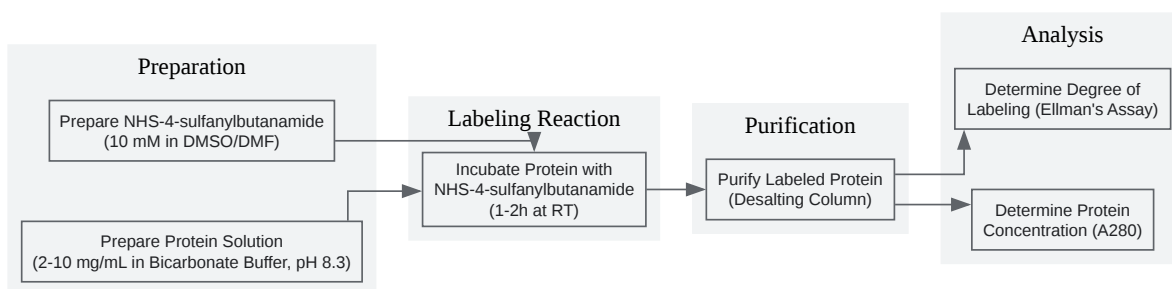 Preparation
Prepare NHS-4-sulfanylbutanamide
(10 mM in DMSO/DMF)
Prepare Protein Solution
(2-10 mg/mL in Bicarbonate Buffer, pH 8.3)
Labeling Reaction
Incubate Protein with
NHS-4-sulfanylbutanamide
(1-2h at RT)
Purification
Purify Labeled Protein
(Desalting Column)
Analysis
Determine Degree of
Labeling (Ellman's Assay)
Determine Protein
Concentration (A280)